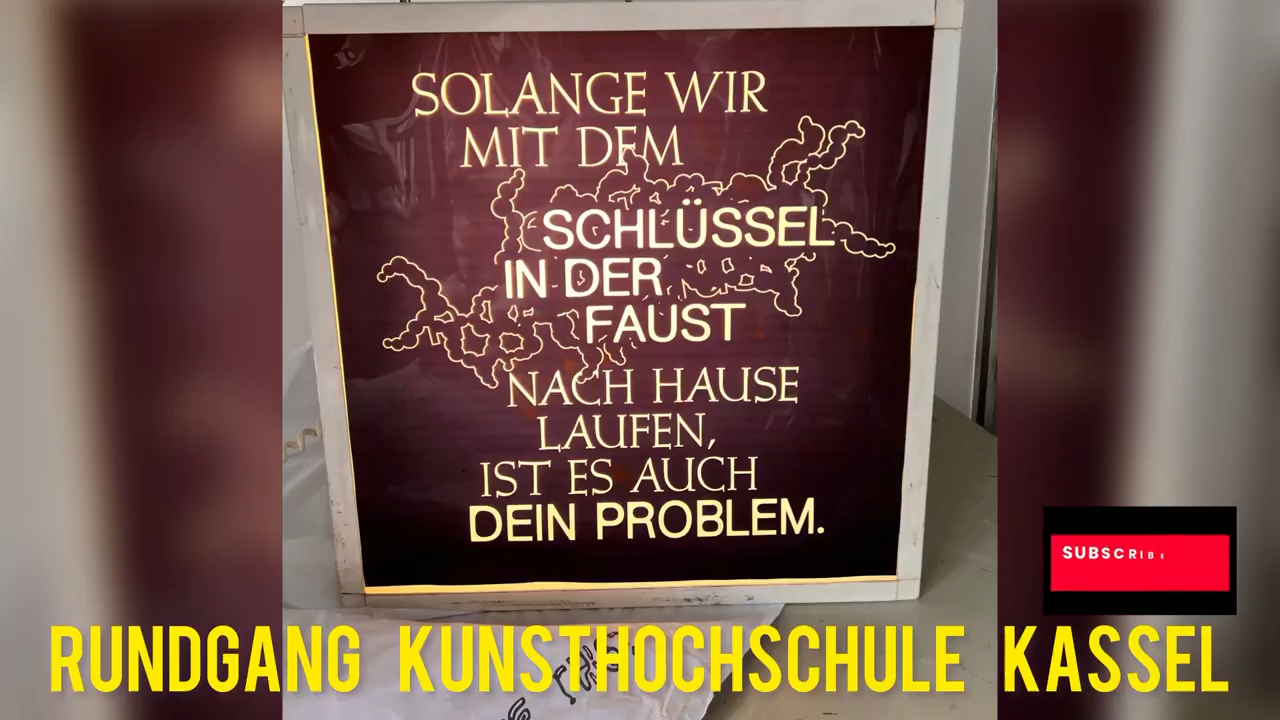 SOLANGE WIR
MIT DEM
SCHLÜSSEL
IN DER
FAUST
NACH HAUSE
LAUFEN,
IST ES AUCH
DEIN PROBLEM.
SUBSCRIBE
RUNDGANG KUNSTHOCHSCHULE KASSEL